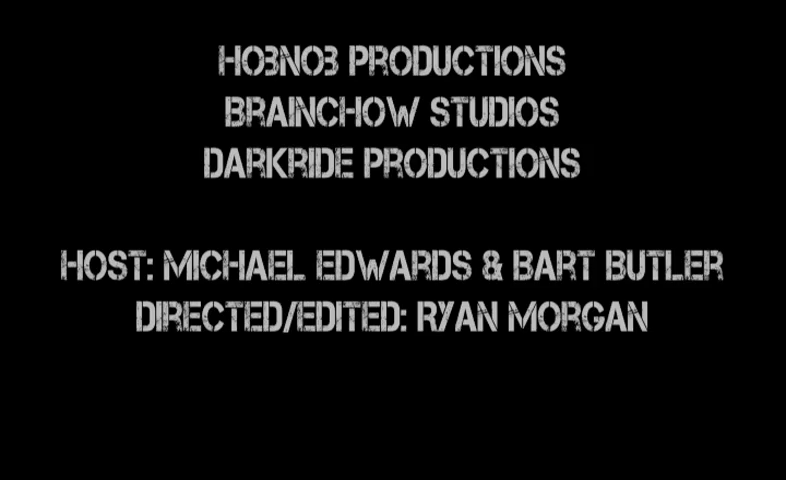 HOBNOB PRODUCTIONS
BRAINCHOW STUDIOS
DARKRIDE PRODUCTIONS
HOST: MICHAEL EDWARDS & BART BUTLER
DIRECTED/EDITED: RYAN MORGAN